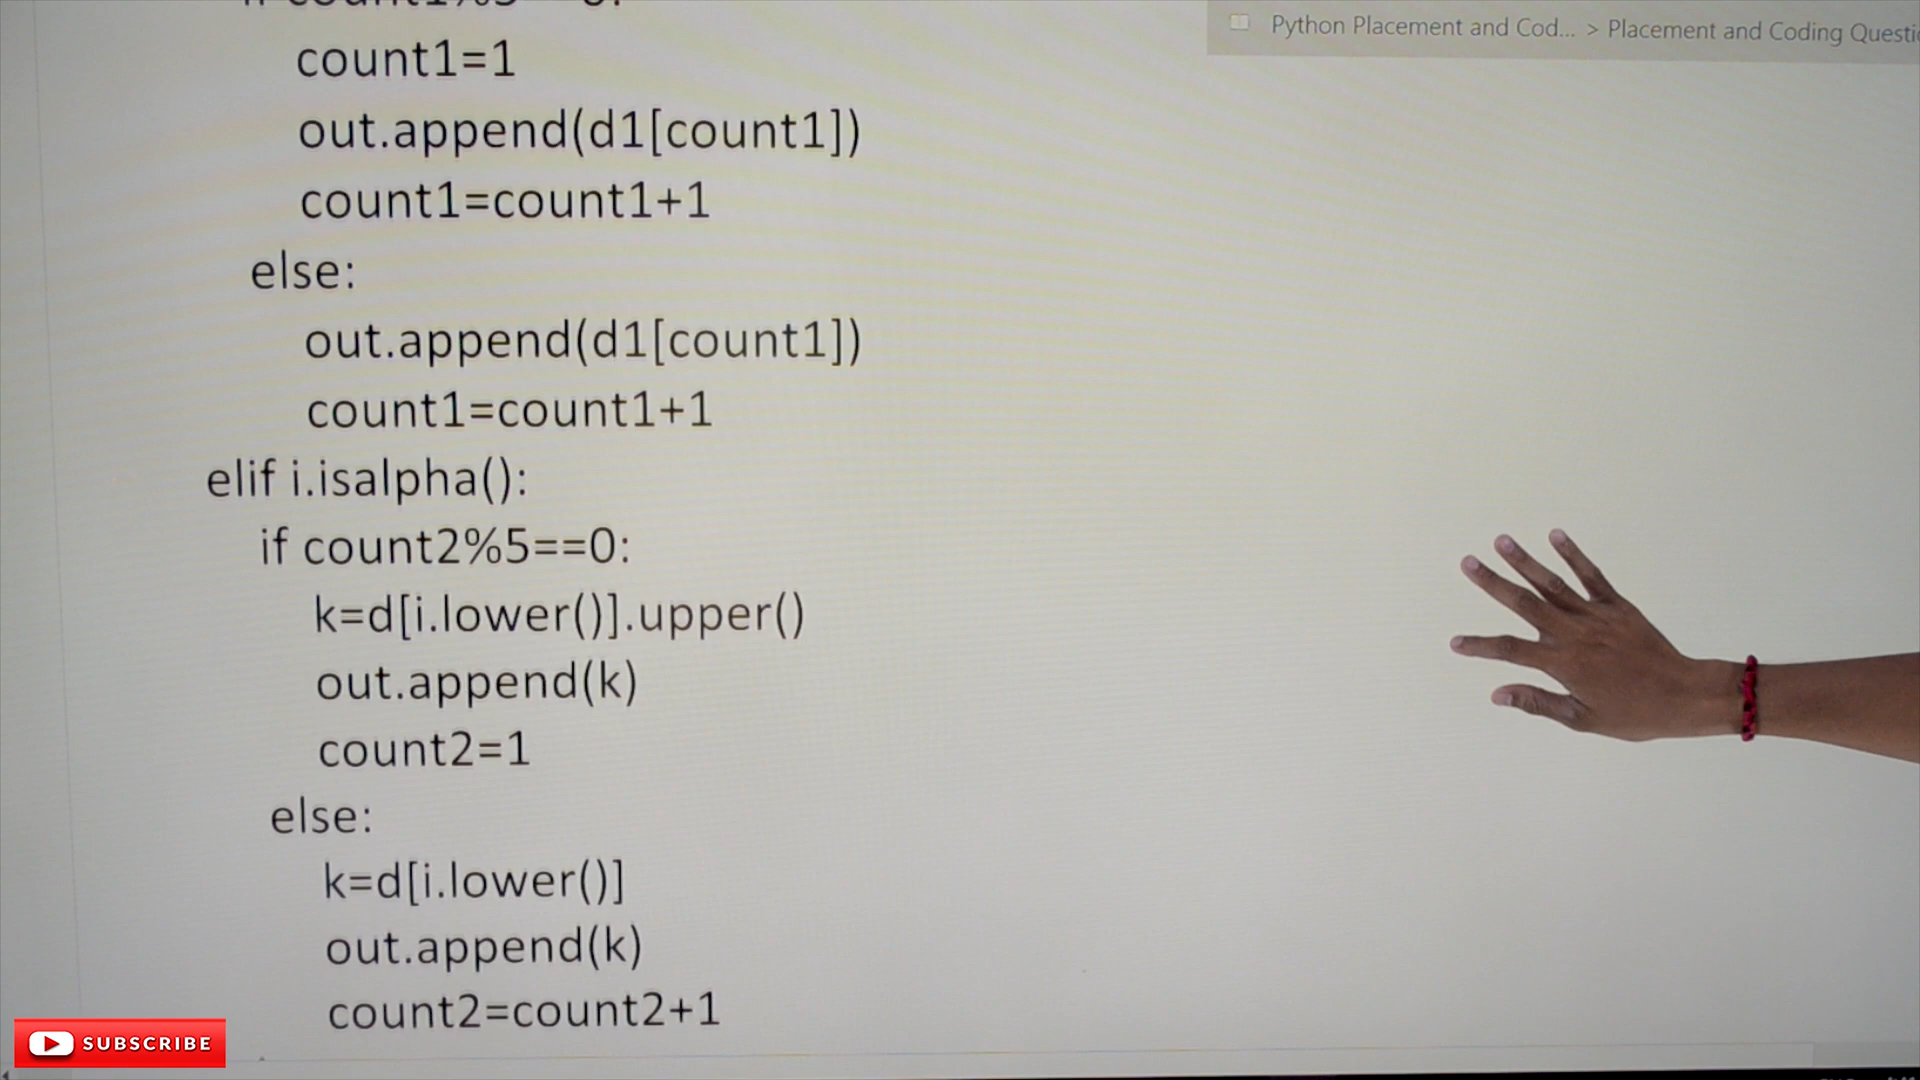 Python Placement and Cod... > Placement and Coding Questi
count1=1
out.append(d1[count1])
count1=count1+1
else:
out.append(d1[count1])
count1=count1+1
elif i.isalpha():
if count2%5==0:
k=d[i.lower()].upper()
out.append(k)
count2=1
else:
k=d[i.lower()]
out.append(k)
count2=count2+1
SUBSCRIBE